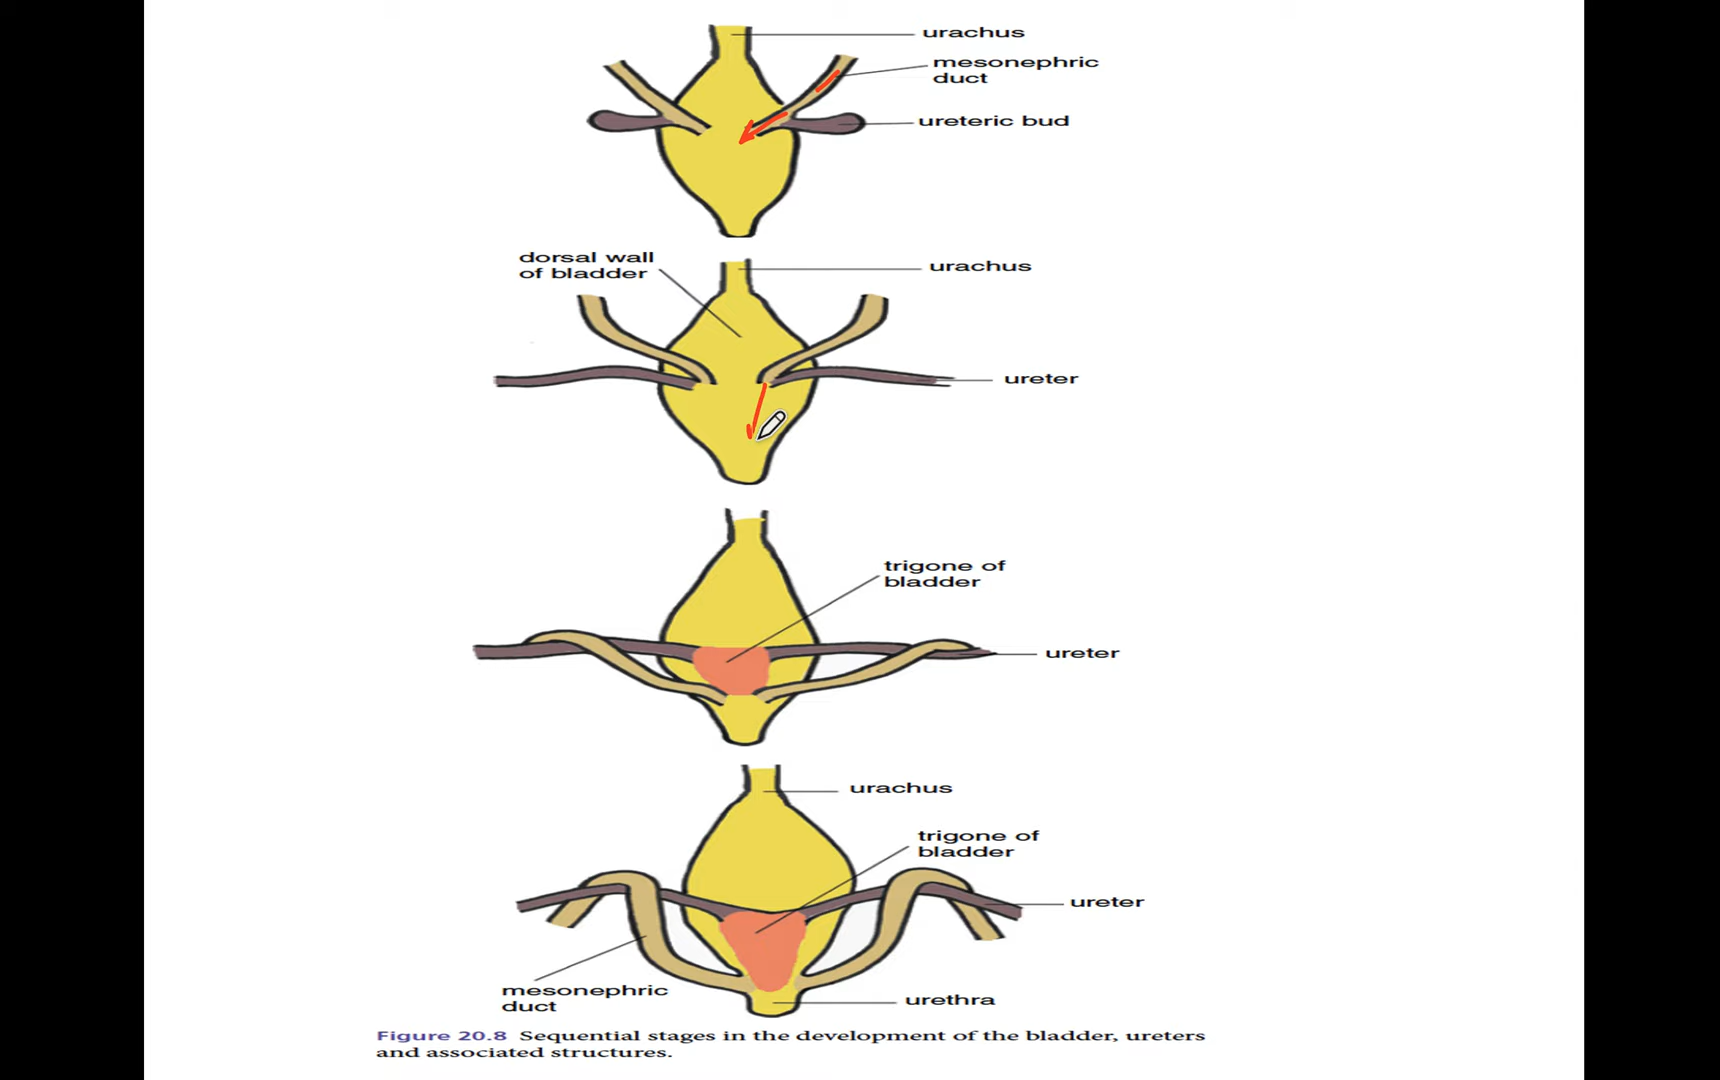 urachus
mesonephric
duct
ureteric bud
dorsal wall
of bladder
urachus
ureter
trigone of
bladder
ureter
urachus
trigone of
bladder
ureter
mesonephric
duct
urethra
Figure 20.8 Sequential stages in the development of the bladder, ureters
and associated structures.